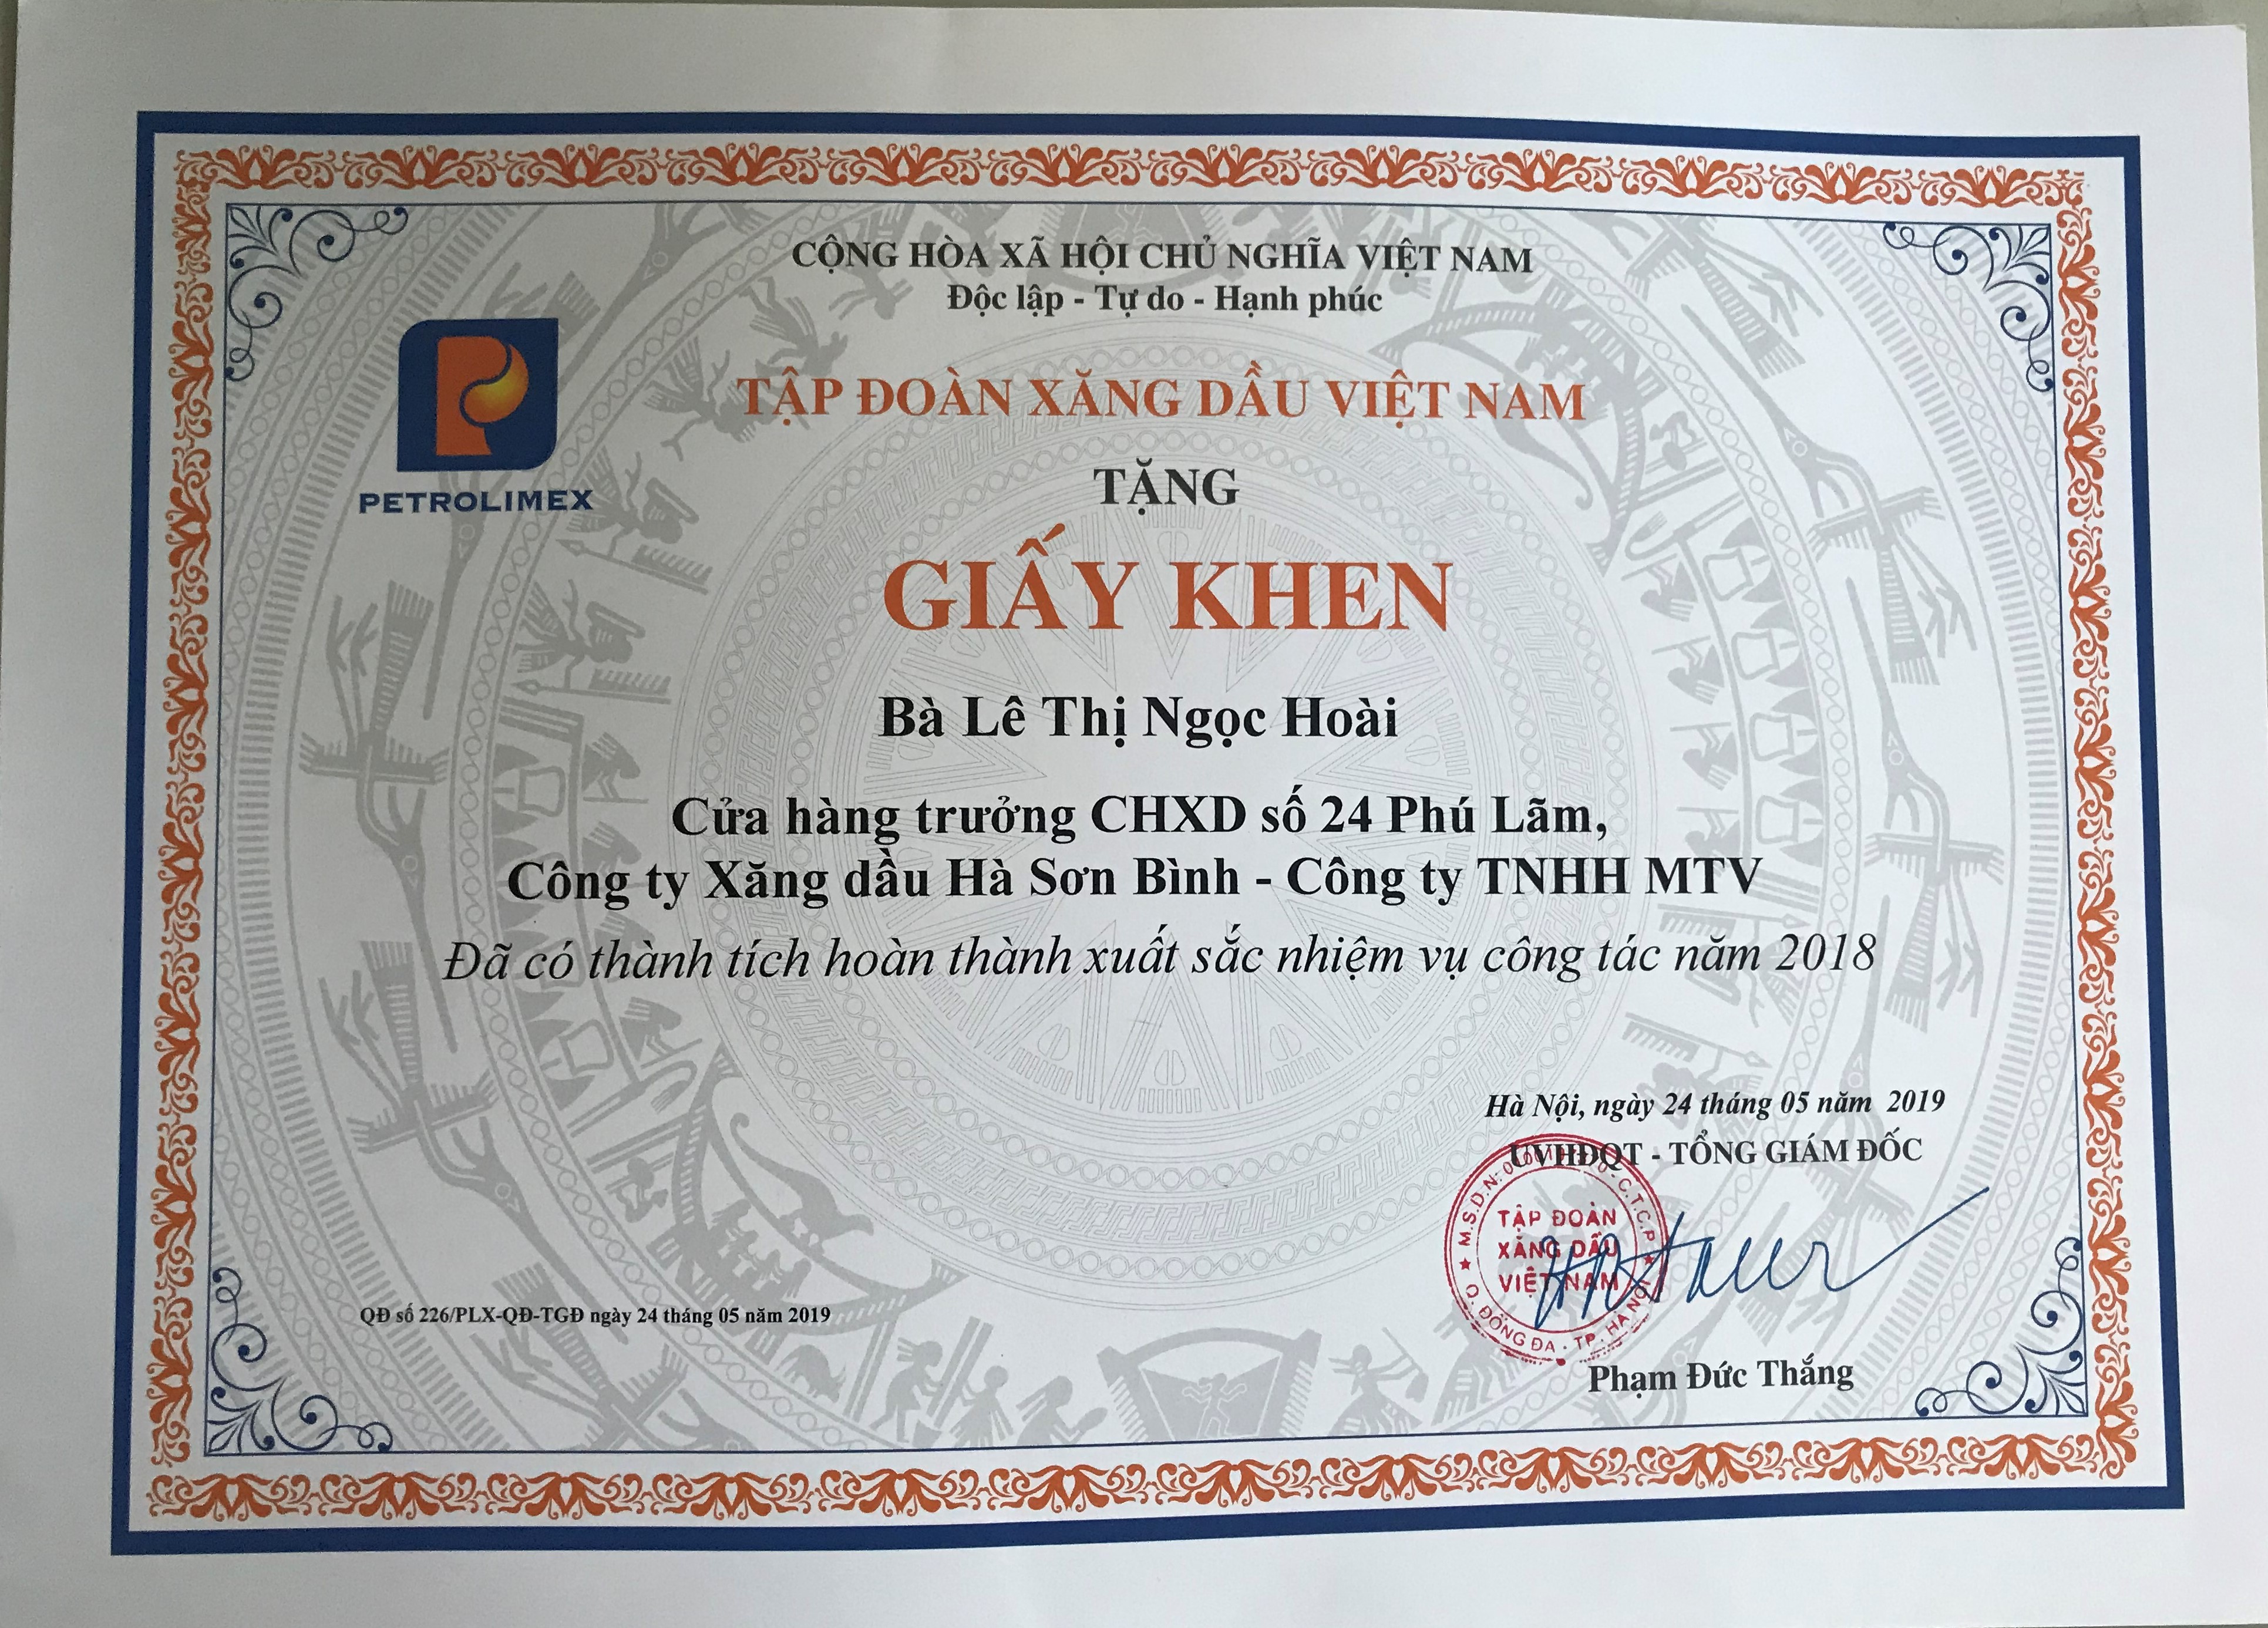 CỘNG HÒA XÃ HỘI CHỦ NGHĨA VIỆT NAM
Độc lập - Tự do - Hạnh phúc
PETROLIMEX
TẬP ĐOÀN XĂNG DẦU VIỆT NAM
TẶNG
GIẤY KHEN
Bà Lê Thị Ngọc Hoài
Cửa hàng trưởng CHXD số 24 Phú Lãm,
Công ty Xăng dầu Hà Sơn Bình - Công ty TNHH MTV
Đã có thành tích hoàn thành xuất sắc nhiệm vụ công tác năm 2018
Hà Nội, ngày 24 tháng 05 năm 2019
UVHĐQT - TỔNG GIÁM ĐỐC
M.S.D.N: C.T.C.P
TẬP ĐOÀN
XĂNG DẦU
VIỆT NAM
Q. ĐỐNG ĐA - TP. HÀ NỘI
QĐ số 226/PLX-QĐ-TGĐ ngày 24 tháng 05 năm 2019
Phạm Đức Thắng